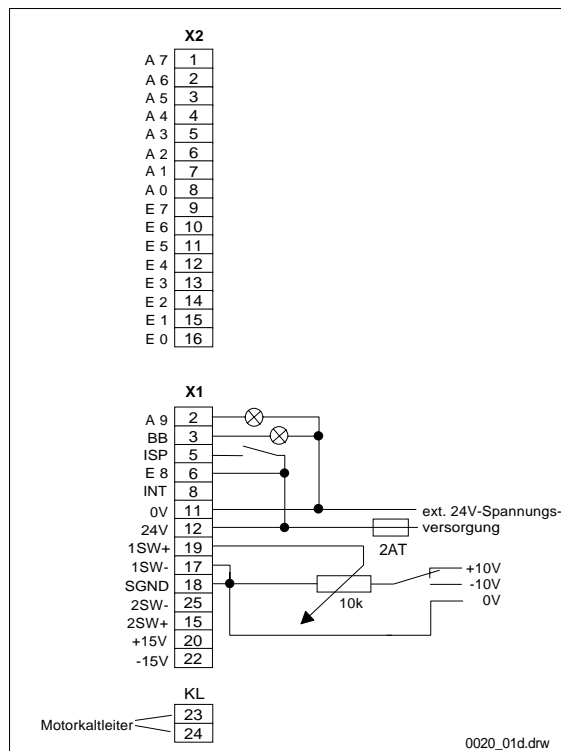 X2
A 7 1
A 6 2
A 5 3
A 4 4
A 3 5
A 2 6
A 1 7
A 0 8
E 7 9
E 6 10
E 5 11
E 4 12
E 3 13
E 2 14
E 1 15
E 0 16
X1
A 9 2
BB 3
ISP 5
E 8 6
INT 8
0V 11 ext. 24V-Spannungs-
24V 12 versorgung
1SW+ 19 2AT
1SW- 17 +10V
SGND 18 -10V
2SW- 25 10k 0V
2SW+ 15
+15V 20
-15V 22
KL
23
Motorkaltleiter
24
0020_01d.drw